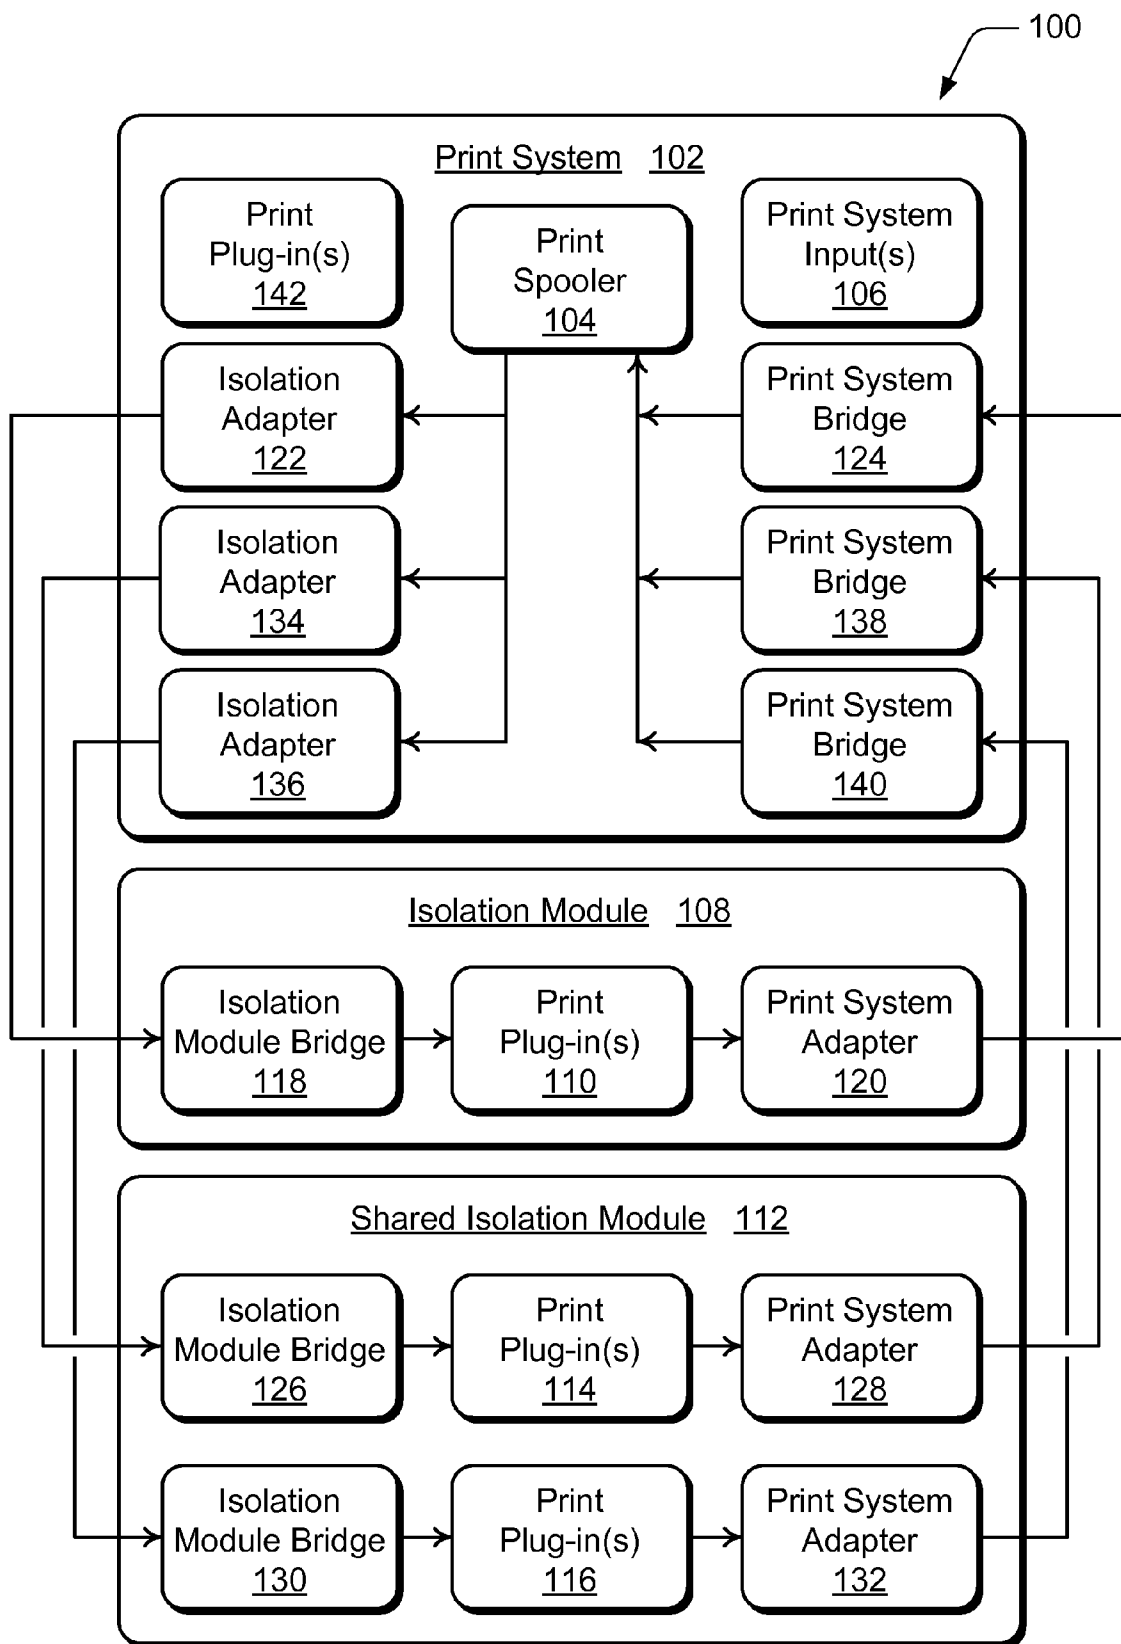 100
Print System 102
Print
Plug-in(s)
142
Print
Spooler
104
Print System
Input(s)
106
Isolation
Adapter
122
Print System
Bridge
124
Isolation
Adapter
134
Print System
Bridge
138
Isolation
Adapter
136
Print System
Bridge
140
Isolation Module 108
Isolation
Module Bridge
118
Print
Plug-in(s)
110
Print System
Adapter
120
Shared Isolation Module 112
Isolation
Module Bridge
126
Print
Plug-in(s)
114
Print System
Adapter
128
Isolation
Module Bridge
130
Print
Plug-in(s)
116
Print System
Adapter
132